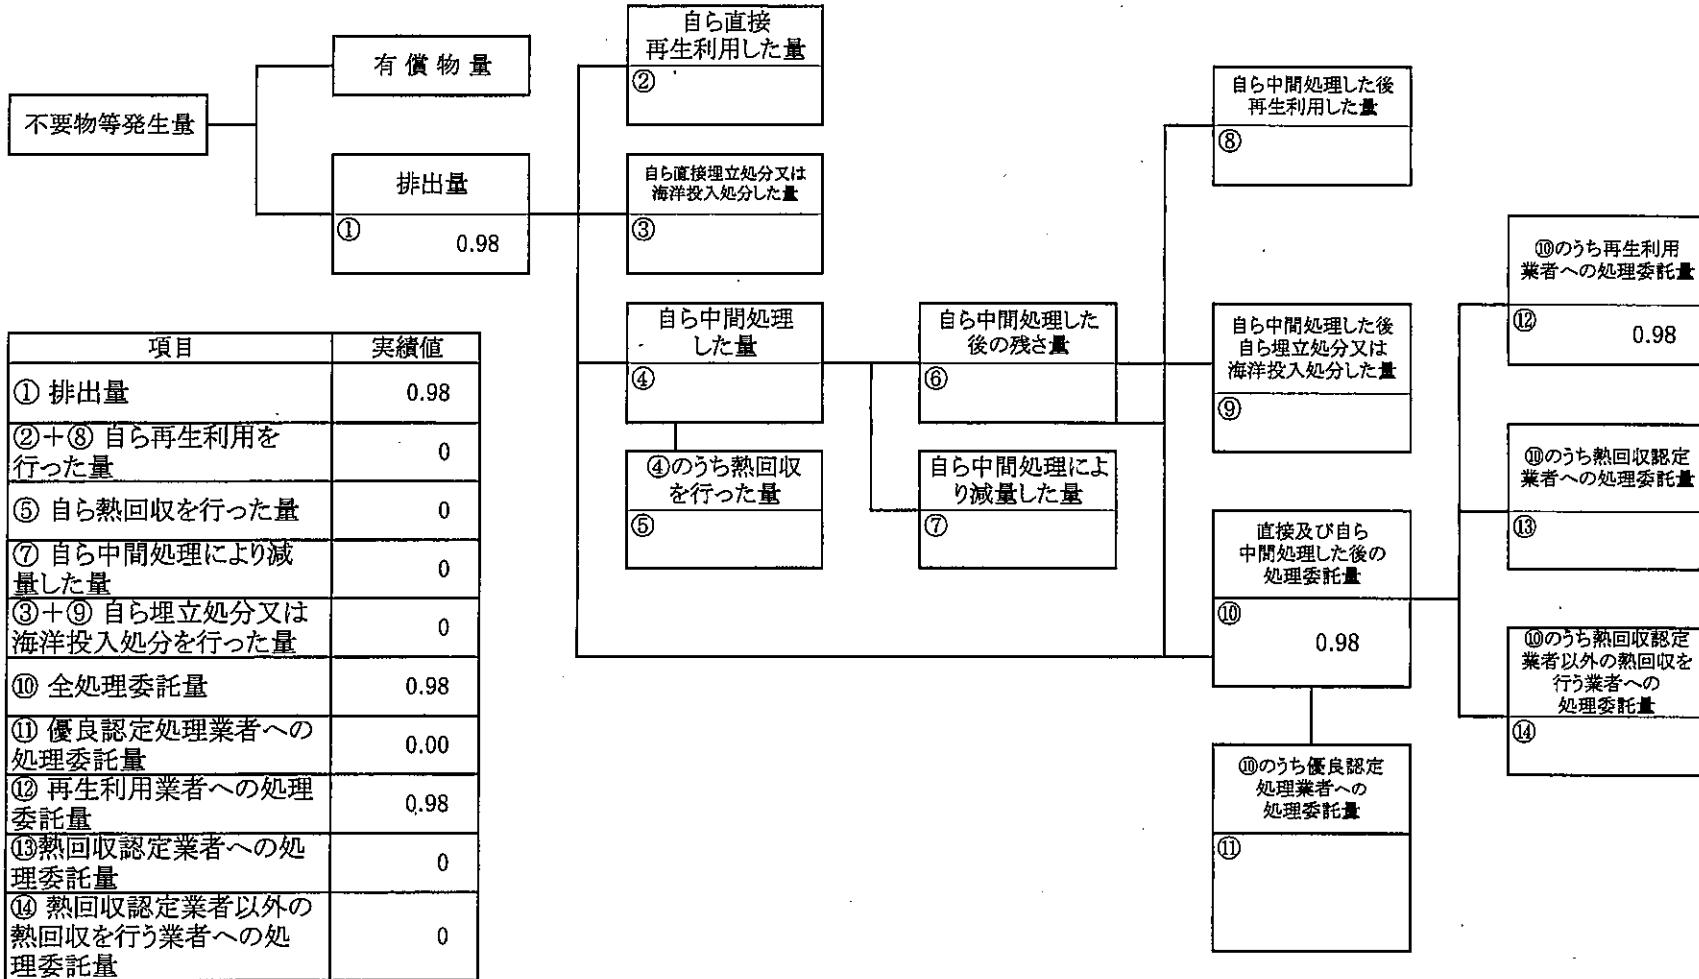 不要物等発生量
有償物量
排出量
①
0.98
自ら直接
再生利用した量
②
自ら直接埋立処分又は
海洋投入処分した量
③
自ら中間処理
した量
④
④のうち熱回収
を行った量
⑤
自ら中間処理した
後の残さ量
⑥
自ら中間処理によ
り減量した量
⑦
自ら中間処理した後
再生利用した量
⑧
自ら中間処理した後
自ら埋立処分又は
海洋投入処分した量
⑨
直接及び自ら
中間処理した後の
処理委託量
⑩
0.98
⑩のうち優良認定
処理業者への
処理委託量
⑪
⑩のうち再生利用
業者への処理委託量
⑫
0.98
⑩のうち熱回収認定
業者への処理委託量
⑬
⑩のうち熱回収認定
業者以外の熱回収を
行う業者への
処理委託量
⑭
項目 実績値
① 排出量 0.98
②+⑧ 自ら再生利用を
行った量 0
⑤ 自ら熱回収を行った量 0
⑦ 自ら中間処理により減
量した量 0
③+⑨ 自ら埋立処分又は
海洋投入処分を行った量 0
⑩ 全処理委託量 0.98
⑪ 優良認定処理業者への
処理委託量 0.00
⑫ 再生利用業者への処理
委託量 0.98
⑬熱回収認定業者への処
理委託量 0
⑭ 熱回収認定業者以外の
熱回収を行う業者への処
理委託量 0